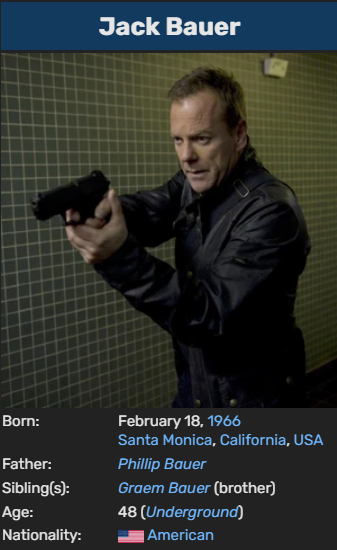 Jack Bauer
Born: February 18, 1966
Santa Monica, California, USA
Father: Phillip Bauer
Sibling(s): Graem Bauer (brother)
Age: 48 (Underground)
Nationality: American